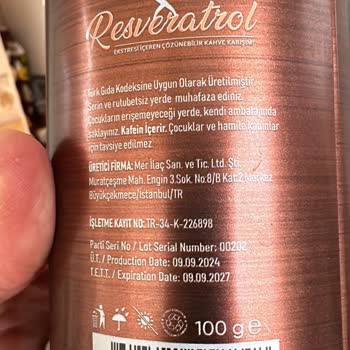 Resveratrol
EKSTRESİ İÇEREN ÇÖZÜNEBİLİR KAHVE KARIŞIMI
Türk Gıda Kodeksine Uygun Olarak Üretilmiştir.
Serin ve rutubetsiz yerde muhafaza ediniz.
Çocukların erişemeyeceği yerde, kendi ambalajında
saklayınız. Kafein İçerir. Çocuklar ve hamile kadınlar
için tavsiye edilmez
ÜRETİCİ FİRMA: Mer İlaç San. ve Tic. Ltd. Şti.
Muratçeşme Mah. Engin 3.Sok. No:8/B Kat:2 Merkez
Büyükçekmece/İstanbul/TR
İŞLETME KAYIT NO: TR-34-K-226898
Parti Seri No / Lot Serial Number: 00202
Ü.T. / Production Date: 09.09.2024
T.E.T.T. / Expiration Date: 09.09.2027
100 g e